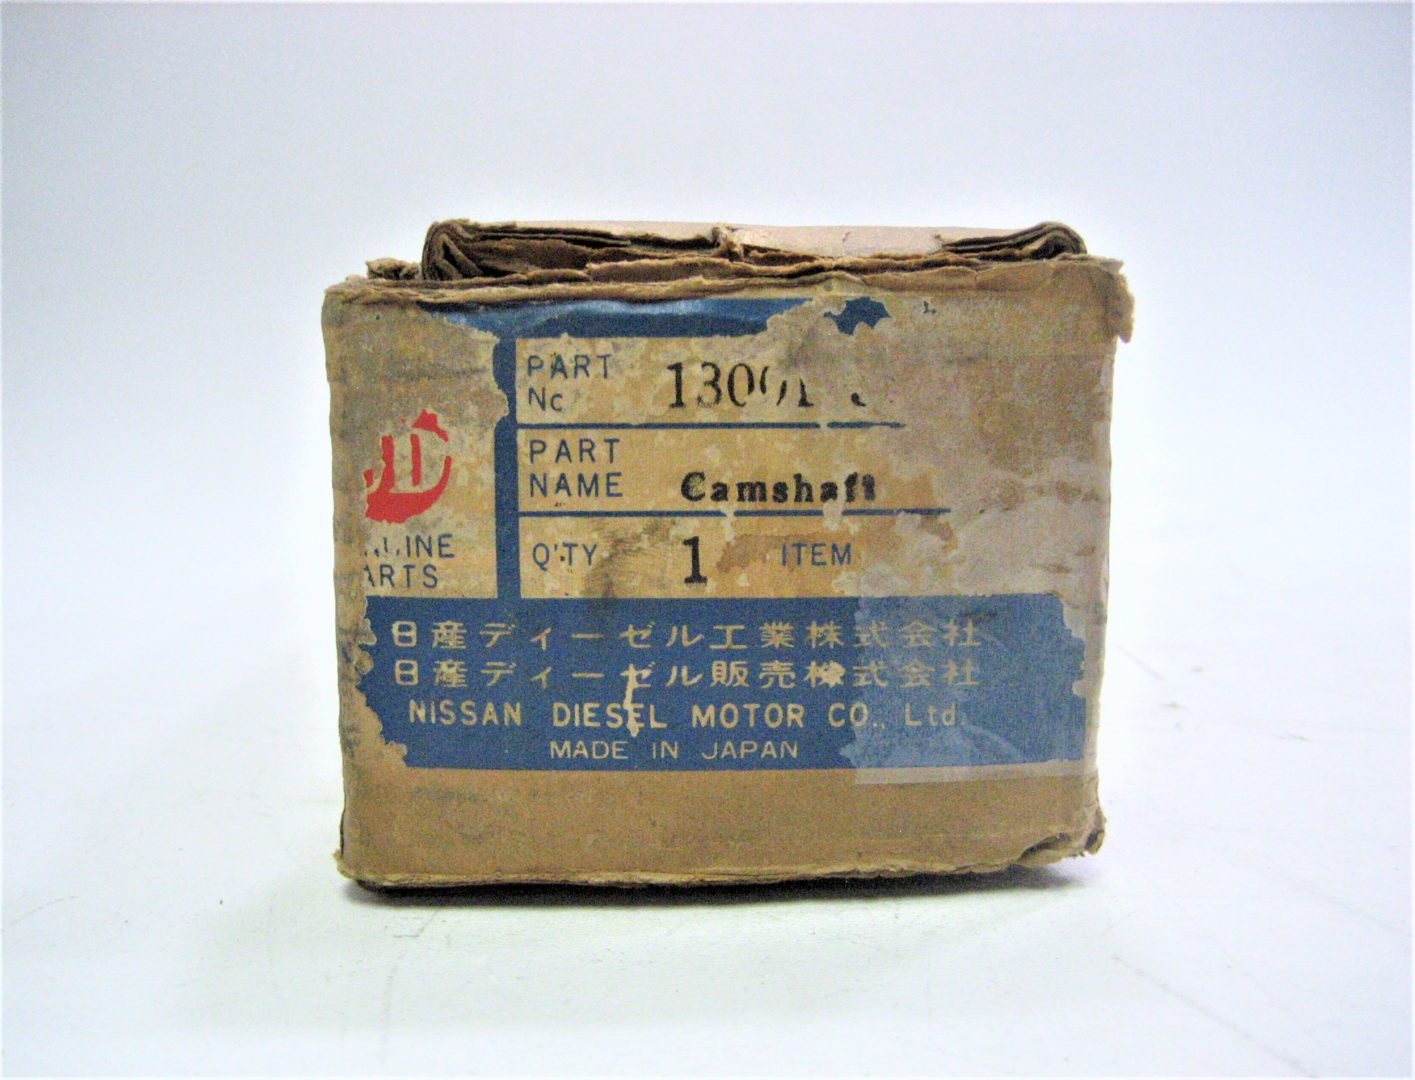 PART
No 13001
PART
NAME Camshaft
Q'TY 1 ITEM
日産ディーゼル工業株式会社
日産ディーゼル販売株式会社
NISSAN DIESEL MOTOR CO., Ltd.
MADE IN JAPAN